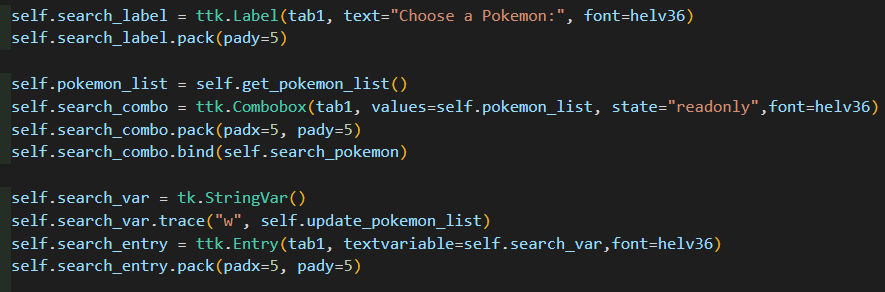 self.search_label = ttk.Label(tab1, text="Choose a Pokemon:", font=helv36)
self.search_label.pack(pady=5)
self.pokemon_list = self.get_pokemon_list()
self.search_combo = ttk.Combobox(tab1, values=self.pokemon_list, state="readonly",font=helv36)
self.search_combo.pack(padx=5, pady=5)
self.search_combo.bind(self.search_pokemon)
self.search_var = tk.StringVar()
self.search_var.trace("w", self.update_pokemon_list)
self.search_entry = ttk.Entry(tab1, textvariable=self.search_var,font=helv36)
self.search_entry.pack(padx=5, pady=5)